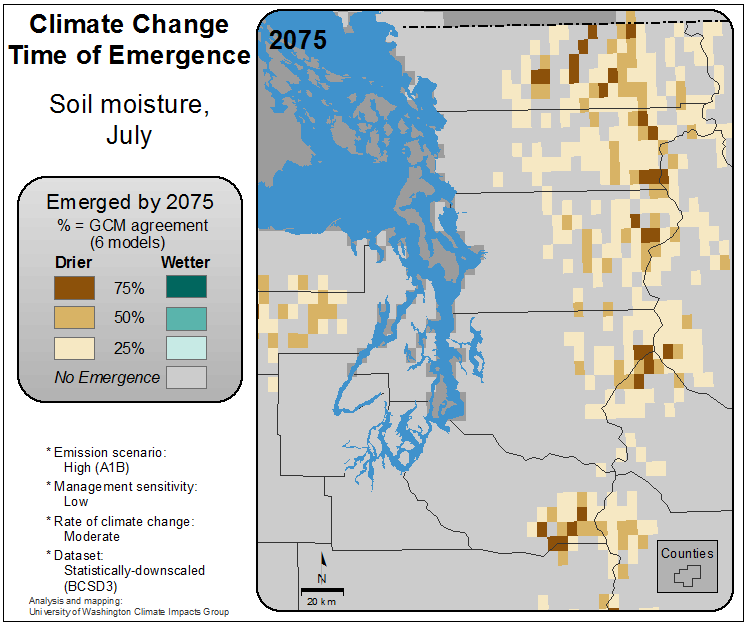 Climate Change
Time of Emergence
Soil moisture,
July
Emerged by 2075
% = GCM agreement
(6 models)
Drier
Wetter
75%
50%
25%
No Emergence
* Emission scenario:
High (A1B)
* Management sensitivity:
Low
* Rate of climate change:
Moderate
* Dataset:
Statistically-downscaled
(BCSD3)
Analysis and mapping:
University of Washington Climate Impacts Group
2075
N
20 km
Counties